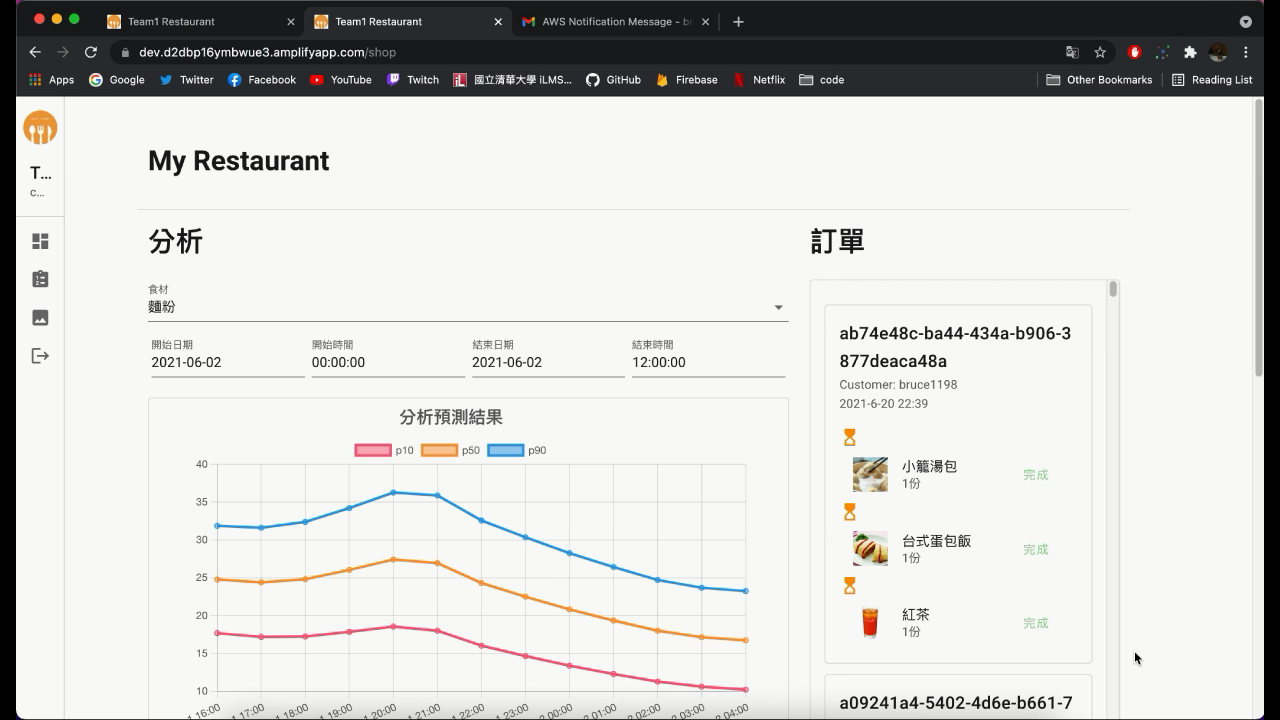 Team1 Restaurant
Team1 Restaurant
AWS Notification Message - br
dev.d2dbp16ymbwue3.amplifyapp.com/shop
Apps Google Twitter Facebook YouTube Twitch 國立清華大學 iLMS... GitHub Firebase Netflix code Other Bookmarks Reading List
T...
c...
My Restaurant
分析
食材
麵粉
開始日期 開始時間 結束日期 結束時間
2021-06-02 00:00:00 2021-06-02 12:00:00
分析預測結果
p10 p50 p90
40
35
30
25
20
15
10
1 16:00 1 17:00 1 18:00 1 19:00 1 20:00 1 21:00 1 22:00 1 23:00 2 00:00 2 01:00 2 02:00 2 03:00 2 04:00
訂單
ab74e48c-ba44-434a-b906-3
877deaca48a
Customer: bruce1198
2021-6-20 22:39
小籠湯包
1份
完成
台式蛋包飯
1份
完成
紅茶
1份
完成
a09241a4-5402-4d6e-b661-7